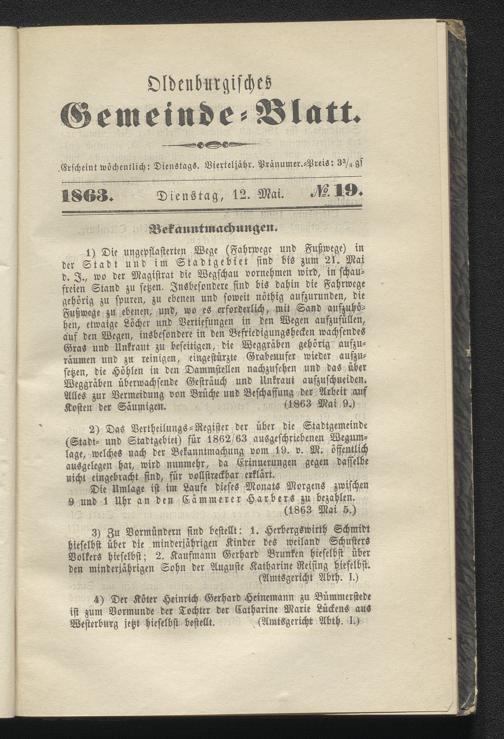 Oldenburgisches
Gemeinde-Blatt.
Erscheint wöchentlich: Dienstags. Vierteljähr. Pränumer.-Preis: 3¾ gſ
1863. Dienstag, 12. Mai. № 19.
Bekanntmachungen.
1) Die ungepflasterten Wege (Fahrwege und Fußwege) in
der Stadt und im Stadtgebiet sind bis zum 21. Mai
d. J., wo der Magistrat die Wegschau vornehmen wird, in schau-
freien Stand zu setzen. Insbesondere sind bis dahin die Fahrwege
gehörig zu spuren, zu ebenen und soweit nöthig aufzurunden, die
Fußwege zu ebenen, und, wo es erforderlich, mit Sand aufzuhö-
hen, etwaige Löcher und Vertiefungen in den Wegen aufzufüllen,
auf den Wegen, insbesondere in den Befriedigungshecken wachsendes
Gras und Unkraut zu beseitigen, die Weggräben gehörig aufzu-
räumen und zu reinigen, eingestürzte Grabenufer wieder aufzu-
setzen, die Höhlen in den Dammstellen nachzusehen und das über
Weggräben überwachsende Gesträuch und Unkraut aufzuschneiden.
Alles zur Vermeidung von Brüche und Beschaffung der Arbeit auf
Kosten der Säumigen. (1863 Mai 9.)
2) Das Vertheilungs-Register der über die Stadtgemeinde
(Stadt- und Stadtgebiet) für 1862/63 ausgeschriebenen Wegum-
lage, welches nach der Bekanntmachung vom 19. v. M. öffentlich
ausgelegen hat, wird nunmehr, da Erinnerungen gegen dasselbe
nicht eingebracht sind, für vollstreckbar erklärt.
Die Umlage ist im Laufe dieses Monats Morgens zwischen
9 und 1 Uhr an den Cämmerer Harbers zu bezahlen.
(1863 Mai 5.)
3) Zu Vormündern sind bestellt: 1. Herbergswirth Schmidt
hieselbst über die minderjährigen Kinder des weiland Schusters
Volkers hieselbst; 2. Kaufmann Gerhard Brunken hieselbst über
den minderjährigen Sohn der Auguste Katharine Reising hieselbst.
(Amtsgericht Abth. I.)
4) Der Köter Heinrich Gerhard Heinemann zu Bümmerstede
ist zum Vormunde der Tochter der Catharine Marie Lückens aus
Westerburg jetzt hieselbst bestellt. (Amtsgericht Abth. I.)